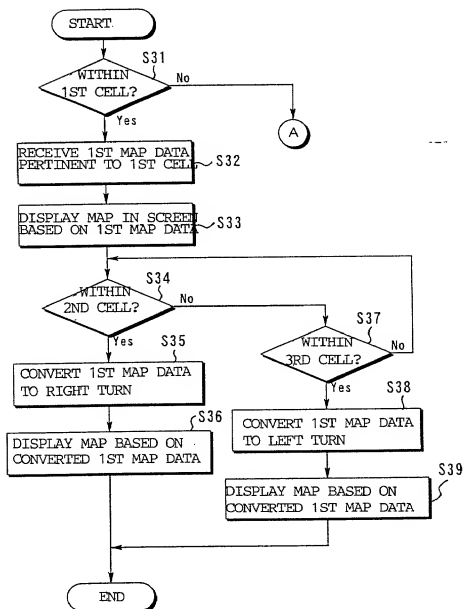 START
S31
WITHIN
1ST CELL?
No
Yes
A
RECEIVE 1ST MAP DATA
PERTINENT TO 1ST CELL
S32
DISPLAY MAP IN SCREEN
BASED ON 1ST MAP DATA
S33
S34
WITHIN
2ND CELL?
No
Yes
S37
WITHIN
3RD CELL?
No
Yes
S35
CONVERT 1ST MAP DATA
TO RIGHT TURN
S38
CONVERT 1ST MAP DATA
TO LEFT TURN
S36
DISPLAY MAP BASED ON
CONVERTED 1ST MAP DATA
S39
DISPLAY MAP BASED ON
CONVERTED 1ST MAP DATA
END